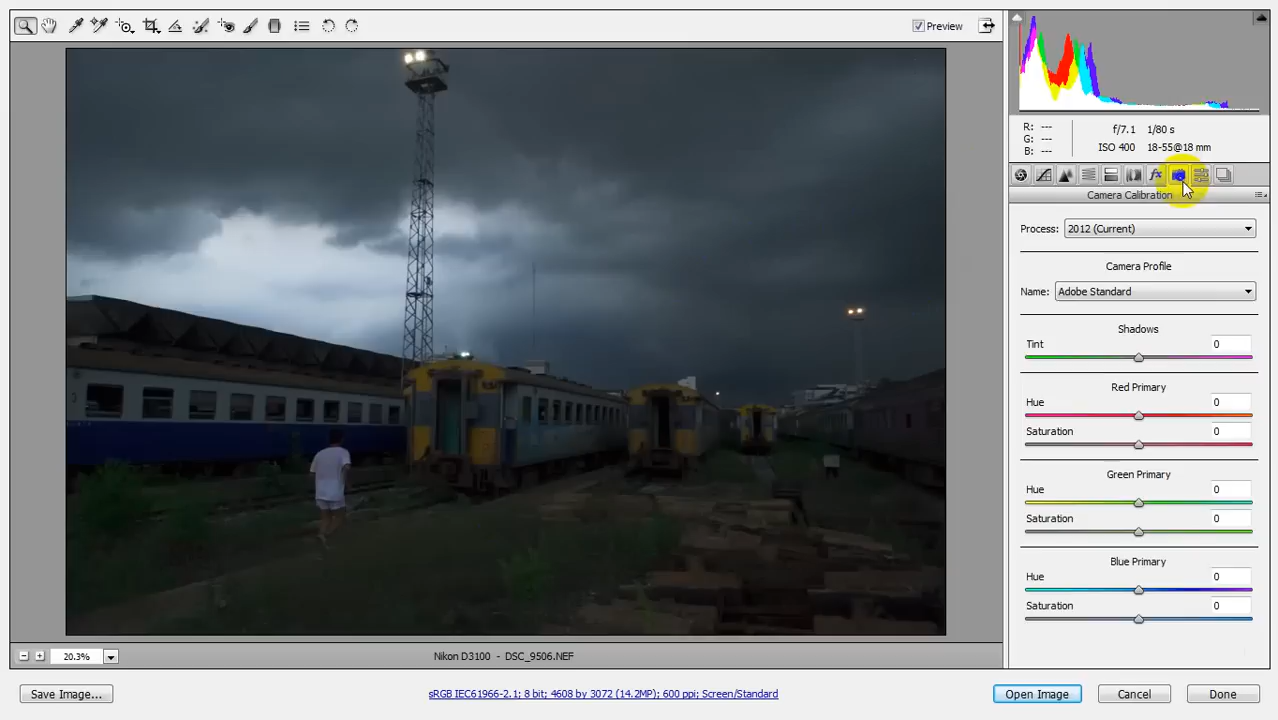 Preview
R: ---
G: ---
B: ---
f/7.1 1/80 s
ISO 400 18-55@18 mm
fx
Camera Calibration
Process: 2012 (Current)
Camera Profile
Name: Adobe Standard
Shadows
Tint 0
Red Primary
Hue 0
Saturation 0
Green Primary
Hue 0
Saturation 0
Blue Primary
Hue 0
Saturation 0
20.3%
Nikon D3100 - DSC_9506.NEF
Save Image...
sRGB IEC61966-2.1; 8 bit; 4608 by 3072 (14.2MP); 600 ppi; Screen/Standard
Open Image
Cancel
Done